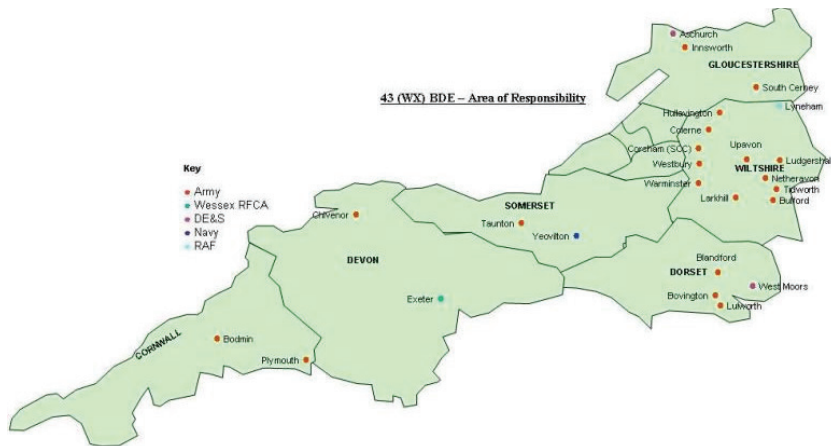 Aschurch
Innsworth
GLOUCESTERSHIRE
43 (WX) BDE – Area of Responsibility
South Cerney
Lyneham
Hullavington
Colerne
Corsham (SCC)
Upavon
Westbury
Ludgershal
WILTSHIRE
Key
Netheravon
Warminster
Tidworth
Army
Larkhill
Bulford
Wessex RFCA
SOMERSET
DE&S
Chivenor
Taunton
Navy
Yeovilton
RAF
DEVON
Blandford
DORSET
West Moors
Exeter
Bovington
Lulworth
CORNWALL
Bodmin
Plymouth